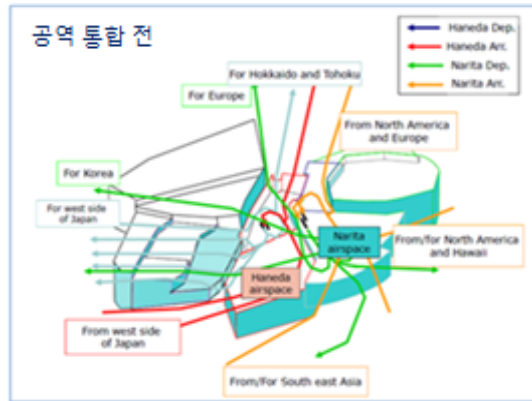 공역 통합 전
Haneda Dep.
Haneda Arr.
Narita Dep.
Narita Arr.
For Hokkaido and Tohoku
For Europe
From North America
and Europe
For Korea
For west side
of Japan
Narita
airspace
From/for North America
and Hawaii
Haneda
airspace
From west side
of Japan
From/For South east Asia